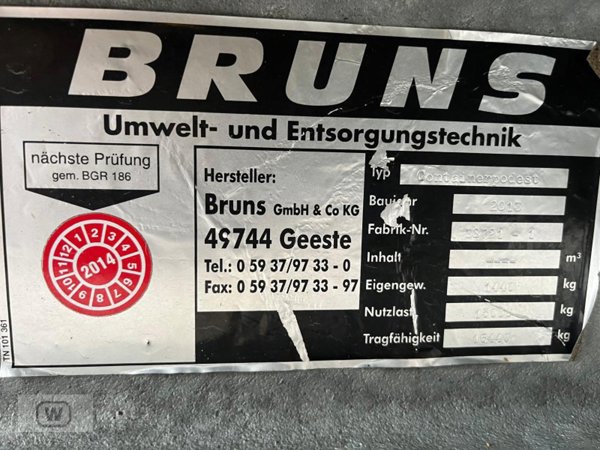 BRUNS
Umwelt- und Entsorgungstechnik
nächste Prüfung
gem. BGR 186
12 1 2 3 4 5 6 7 8 9 10 11
2014
TN 101 361
Hersteller:
Bruns GmbH & Co KG
49744 Geeste
Tel.: 0 59 37/97 33 - 0
Fax: 0 59 37/97 33 - 97
Typ Containerpodest
Baujahr
Fabrik-Nr.
Inhalt m³
Eigengew. kg
Nutzlast kg
Tragfähigkeit kg
W